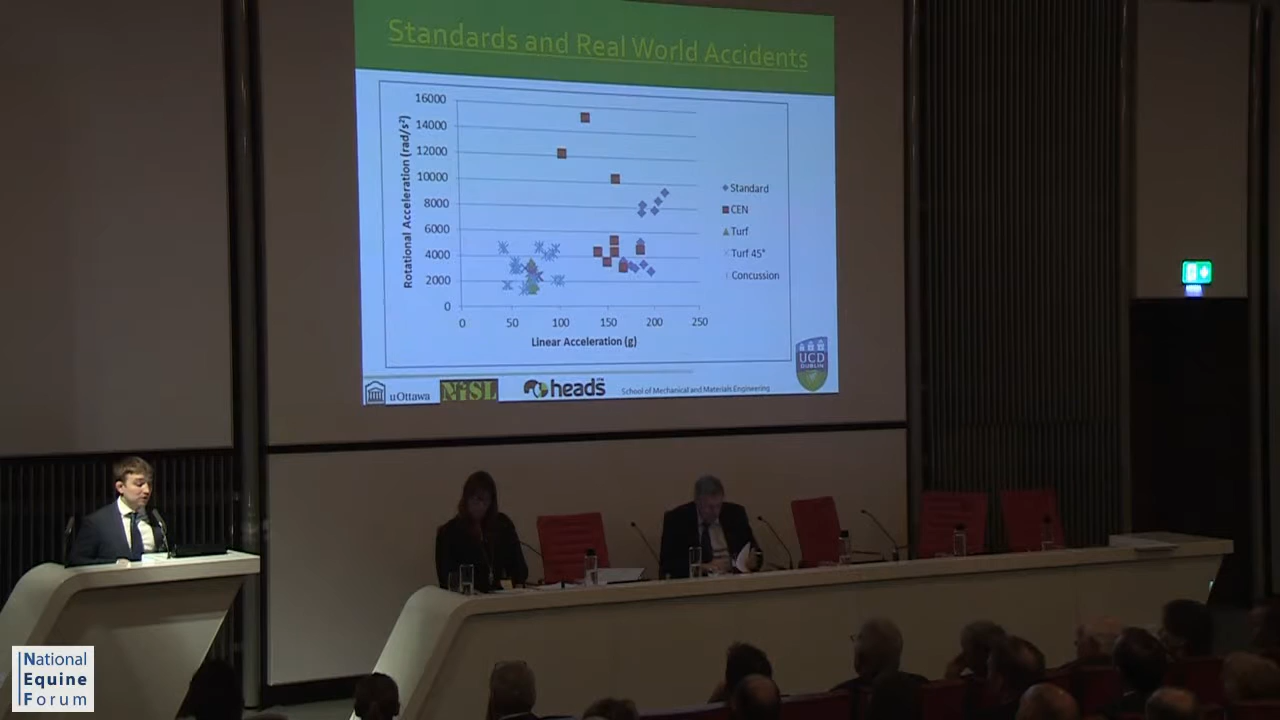 Standards and Real World Accidents
16000
14000
12000
10000
8000
6000
4000
2000
0
Rotational Acceleration (rad/s²)
0 50 100 150 200 250
Linear Acceleration (g)
Standard
CEN
Turf
Turf 45°
Concussion
uOttawa
NISL
heads
School of Mechanical and Materials Engineering
UCD
DUBLIN
National
Equine
Forum